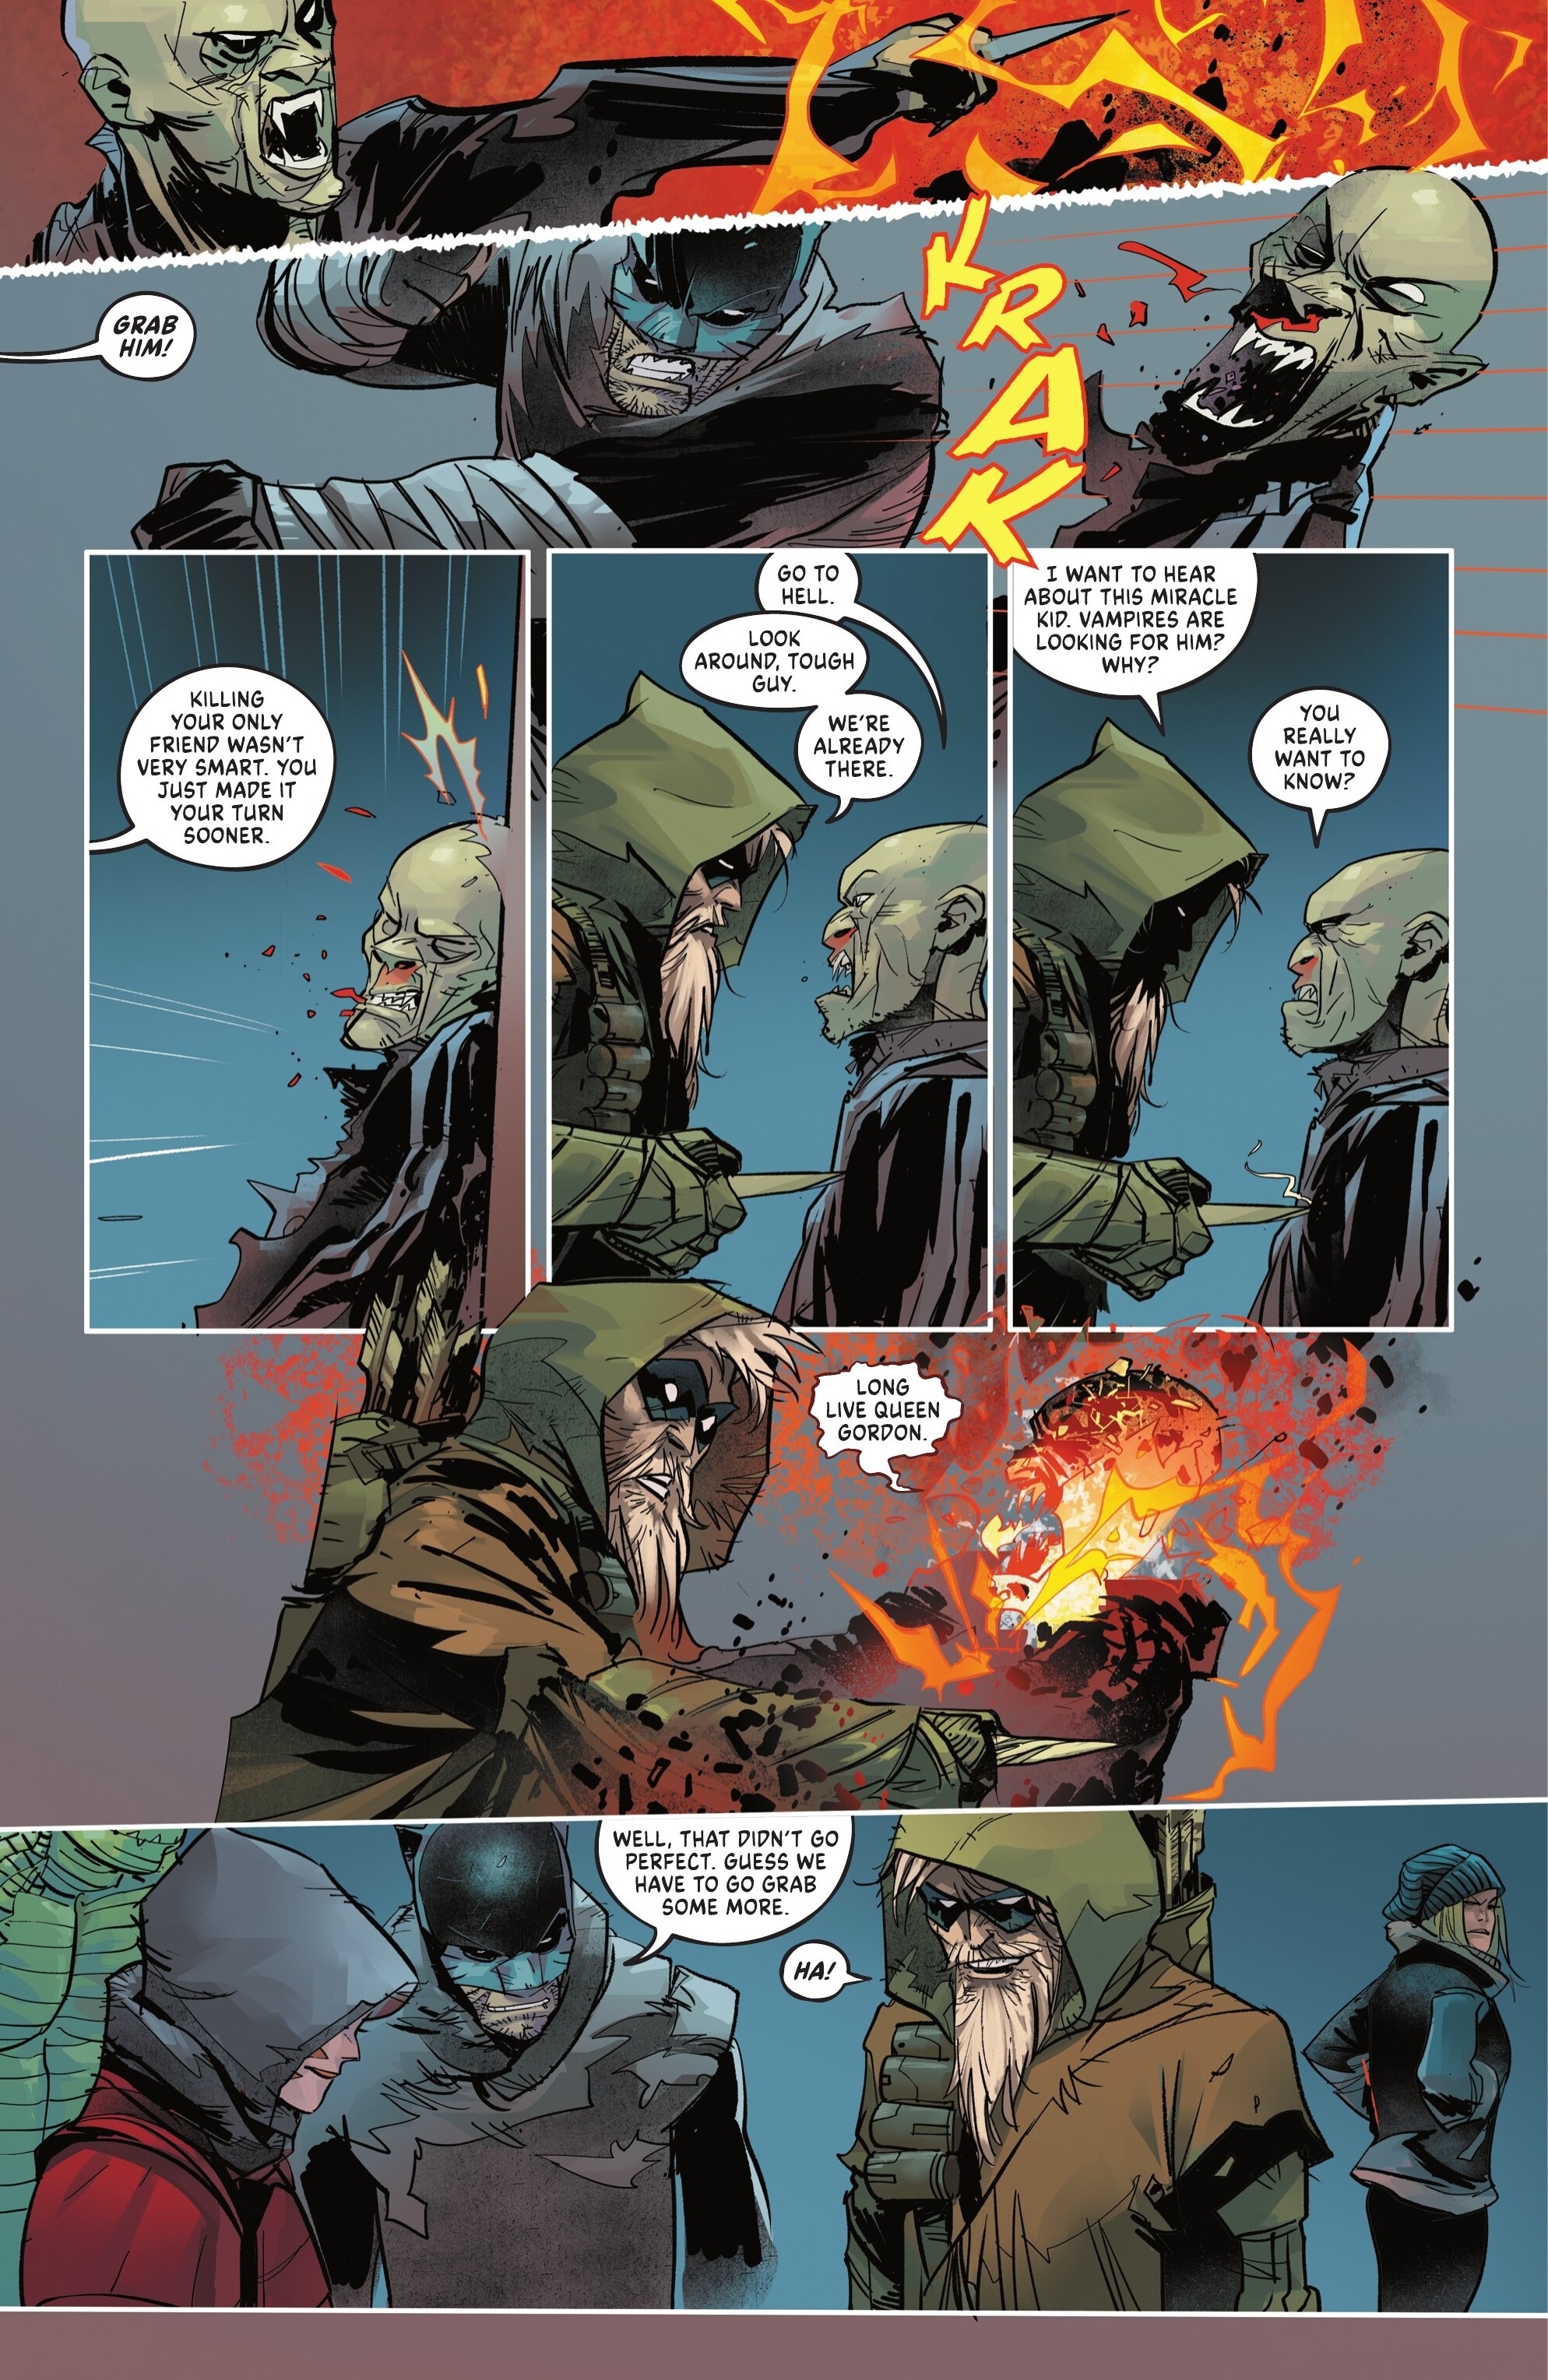 GRAB
HIM!
KRAK
KILLING
YOUR ONLY
FRIEND WASN'T
VERY SMART. YOU
JUST MADE IT
YOUR TURN
SOONER.
GO TO
HELL.
LOOK
AROUND, TOUGH
GUY.
WE'RE
ALREADY
THERE.
I WANT TO HEAR
ABOUT THIS MIRACLE
KID. VAMPIRES ARE
LOOKING FOR HIM?
WHY?
YOU
REALLY
WANT TO
KNOW?
LONG
LIVE QUEEN
GORDON.
WELL, THAT DIDN'T GO
PERFECT. GUESS WE
HAVE TO GO GRAB
SOME MORE.
HA!